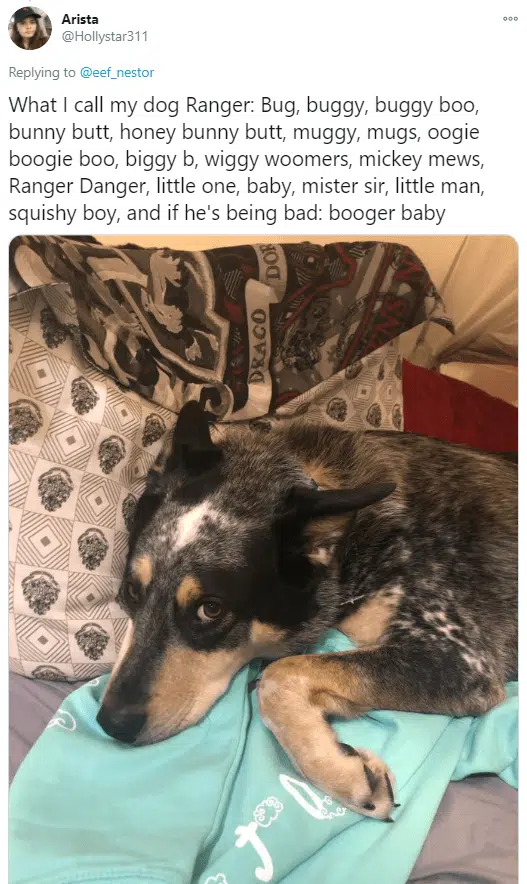 Arista
@Hollystar311
Replying to @eef_nestor
What I call my dog Ranger: Bug, buggy, buggy boo,
bunny butt, honey bunny butt, muggy, mugs, oogie
boogie boo, biggy b, wiggy woomers, mickey mews,
Ranger Danger, little one, baby, mister sir, little man,
squishy boy, and if he's being bad: booger baby
DRACO
DOR